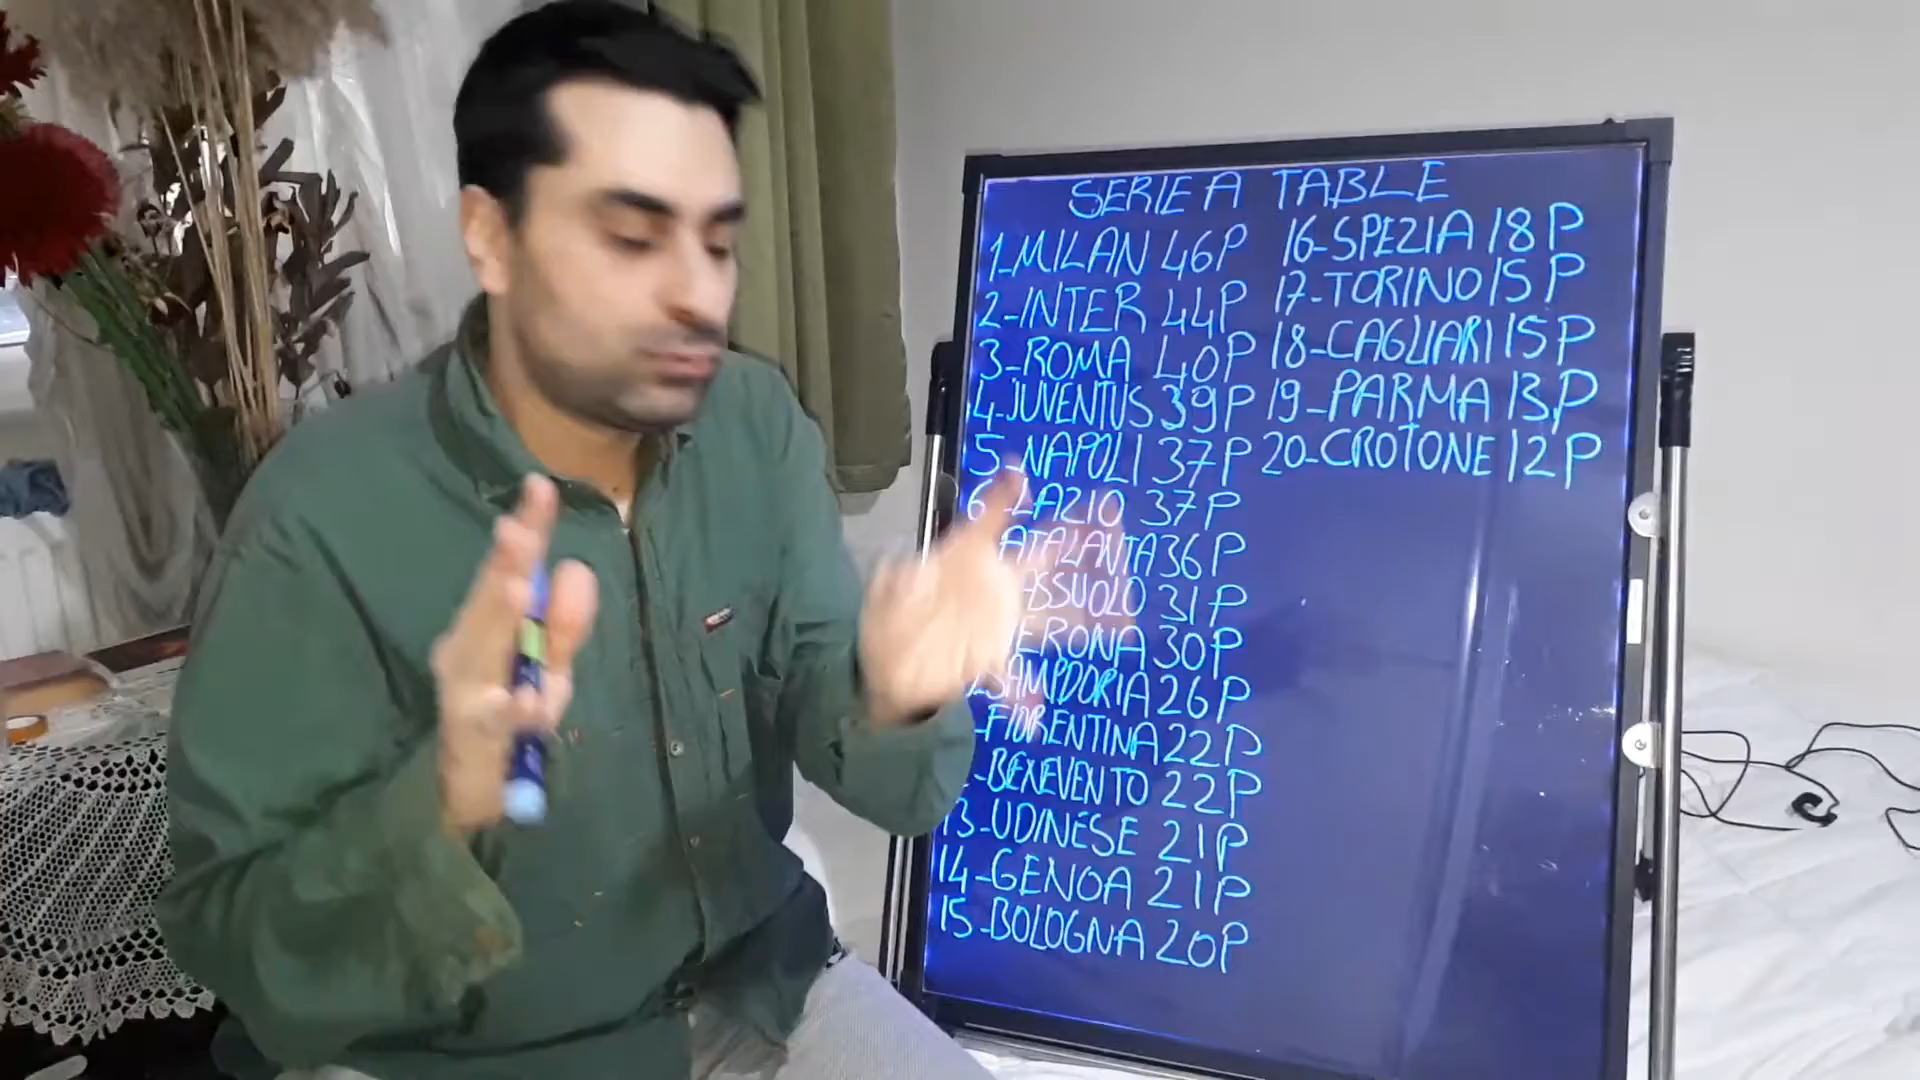 SERIE A TABLE
1-MILAN 46P
2-INTER 44P
3-ROMA 40P
4-JUVENTUS 39P
5-NAPOLI 37P
6-LAZIO 37P
ATALANTA 36P
ASSUOLO 31P
ERONA 30P
SAMPDORIA 26P
-FIORENTINA 22P
-BENEVENTO 22P
13-UDINESE 21P
14-GENOA 21P
15-BOLOGNA 20P
16-SPEZIA 18P
17-TORINO 15P
18-CAGLIARI 15P
19-PARMA 13P
20-CROTONE 12P